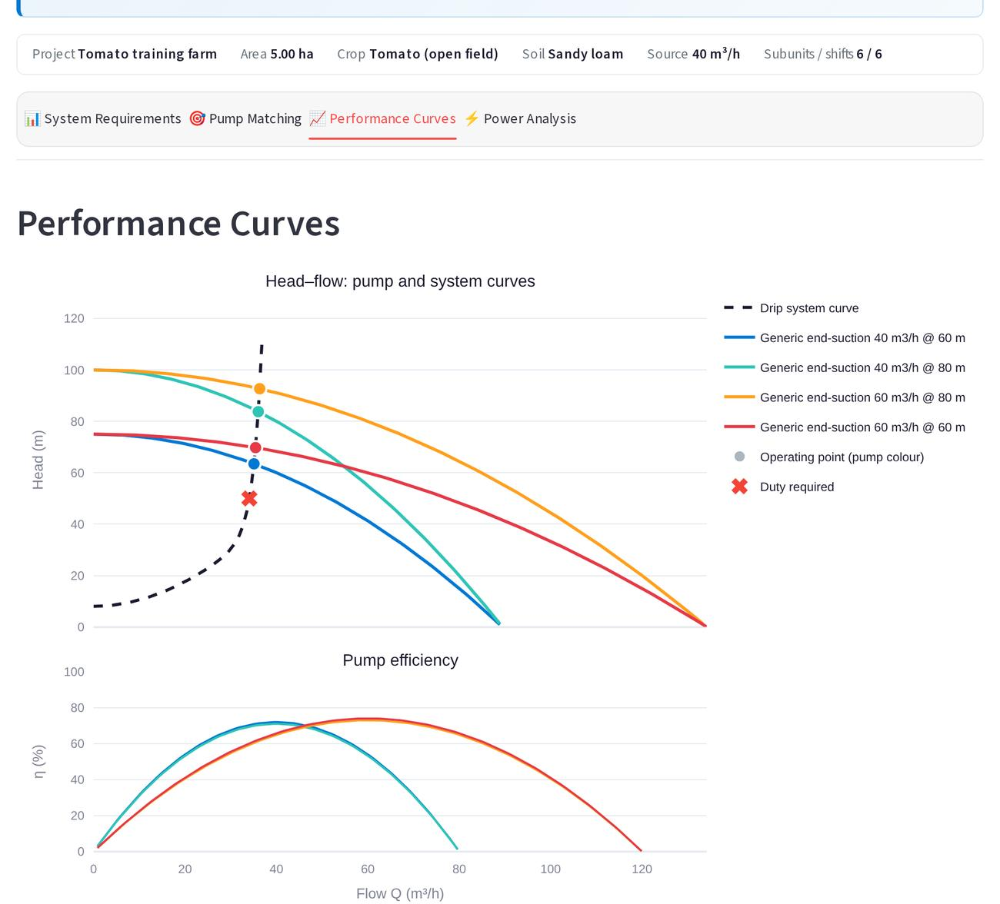 Project Tomato training farm Area 5.00 ha Crop Tomato (open field) Soil Sandy loam Source 40 m³/h Subunits / shifts 6 / 6
System Requirements Pump Matching Performance Curves Power Analysis
Performance Curves
Head–flow: pump and system curves
120
100
80
60
40
20
0
Head (m)
Drip system curve
Generic end-suction 40 m3/h @ 60 m
Generic end-suction 40 m3/h @ 80 m
Generic end-suction 60 m3/h @ 80 m
Generic end-suction 60 m3/h @ 60 m
Operating point (pump colour)
Duty required
Pump efficiency
100
80
60
40
20
0
η (%)
0 20 40 60 80 100 120
Flow Q (m³/h)